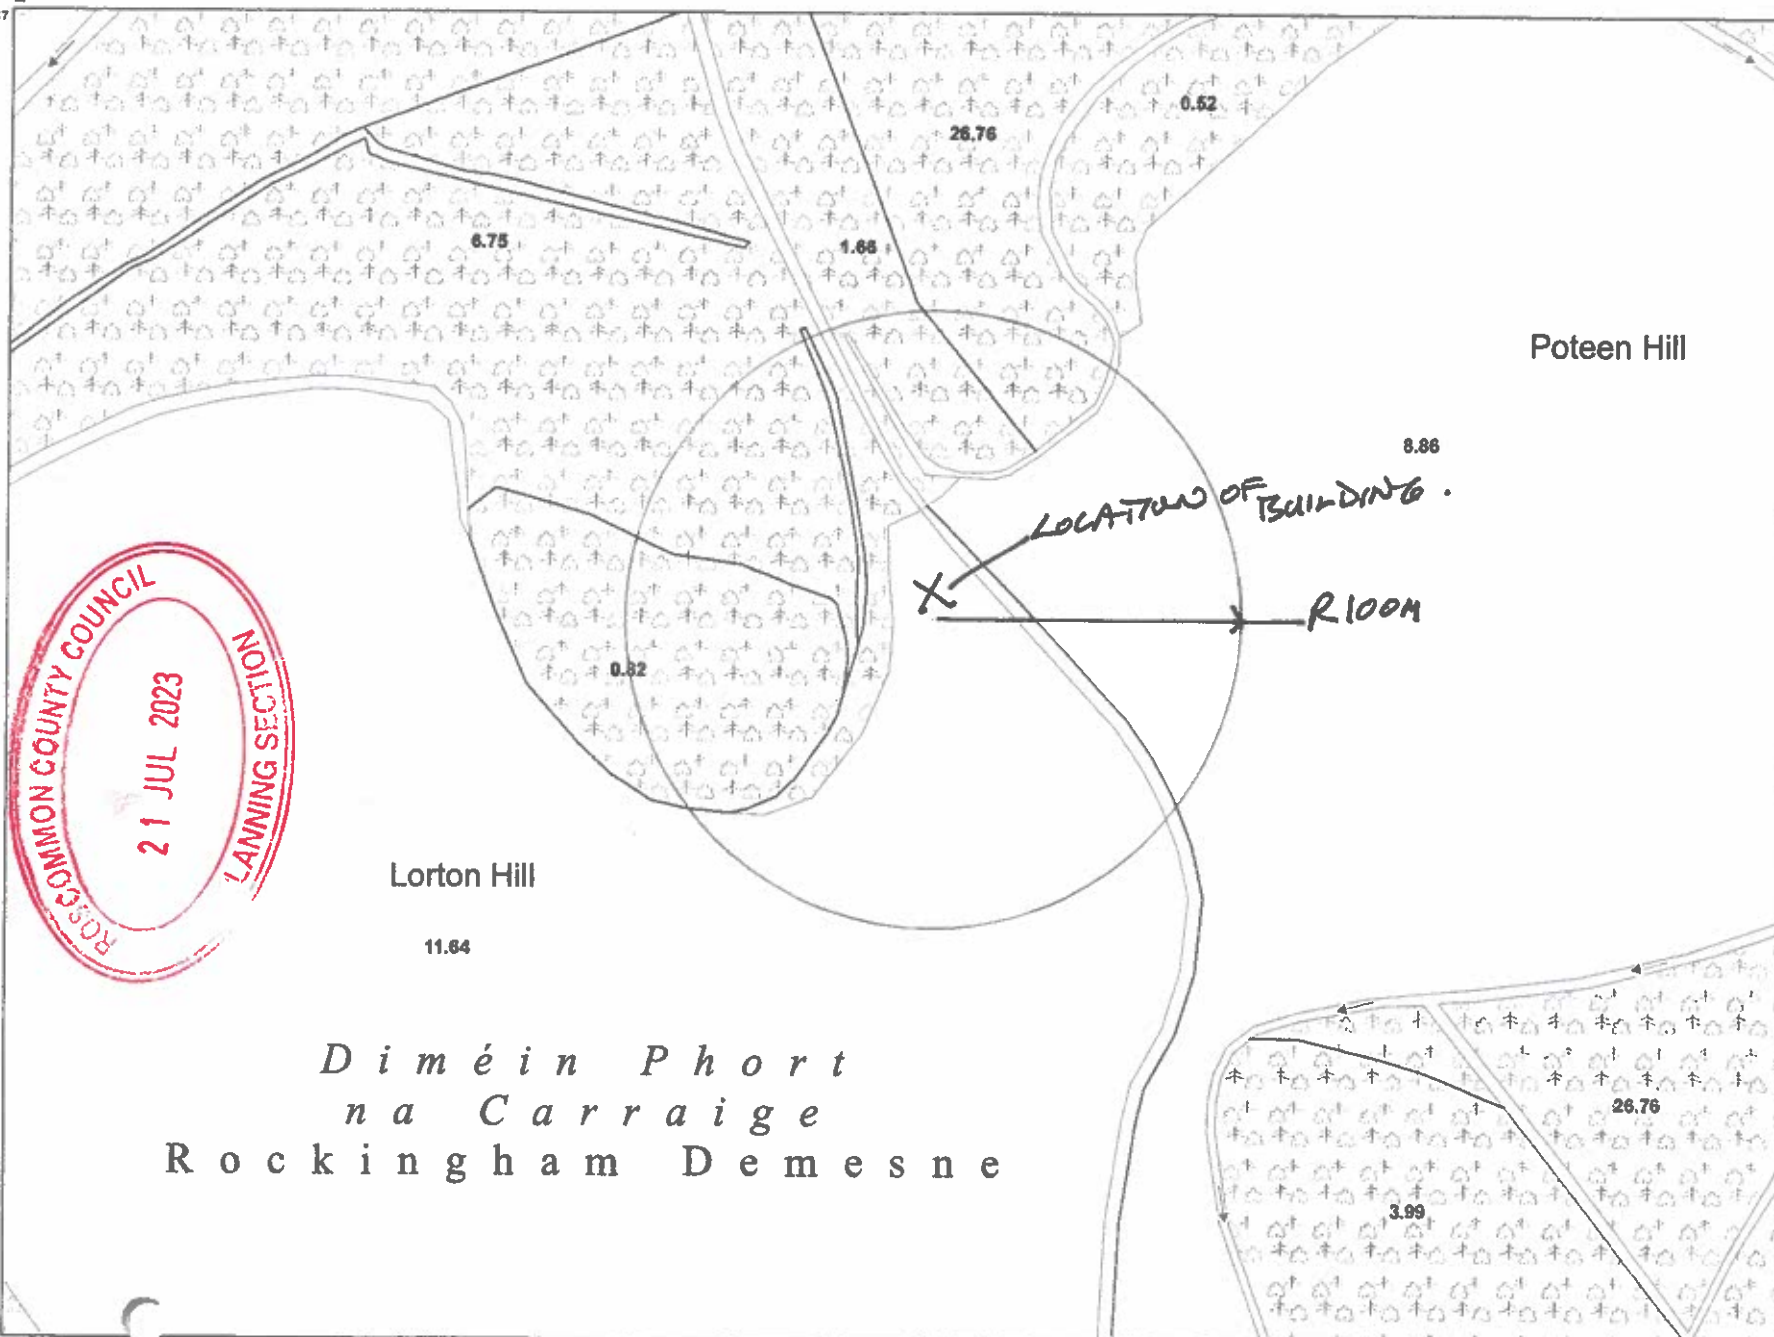 0.52
26.76
6.75
1.66
Poteen Hill
8.86
LOCATION OF BUILDING.
R100M
ROSCOMMON COUNTY COUNCIL
21 JUL 2023
LANNING SECTION
0.82
Lorton Hill
11.64
Diméin Phort
na Carraige
Rockingham Demesne
26.76
3.99